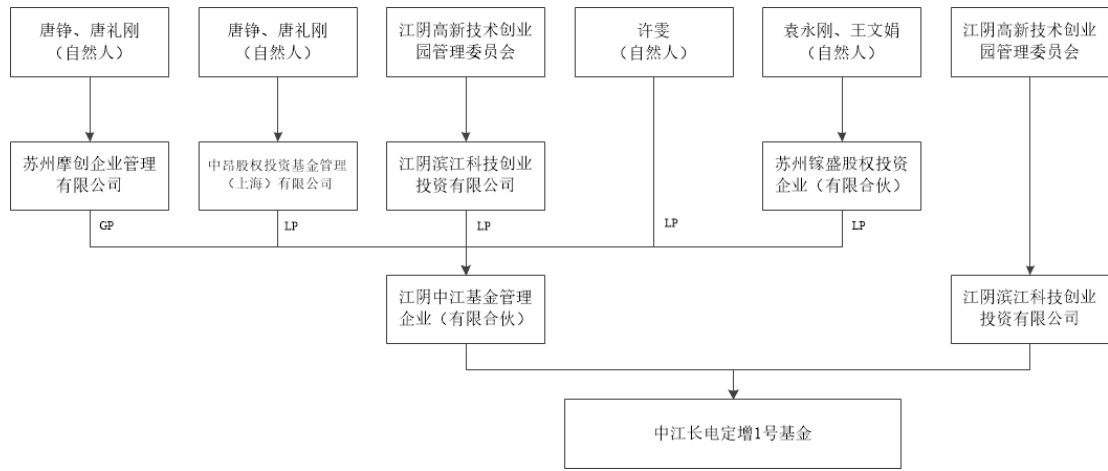 唐铮、唐礼刚
（自然人）
唐铮、唐礼刚
（自然人）
江阴高新技术创业
园管理委员会
许雯
（自然人）
袁永刚、王文娟
（自然人）
江阴高新技术创业
园管理委员会
苏州摩创企业管理
有限公司
中昂股权投资基金管理
（上海）有限公司
江阴滨江科技创业
投资有限公司
苏州镓盛股权投资
企业（有限合伙）
GP
LP
LP
LP
LP
江阴中江基金管理
企业（有限合伙）
江阴滨江科技创业
投资有限公司
中江长电定增1号基金